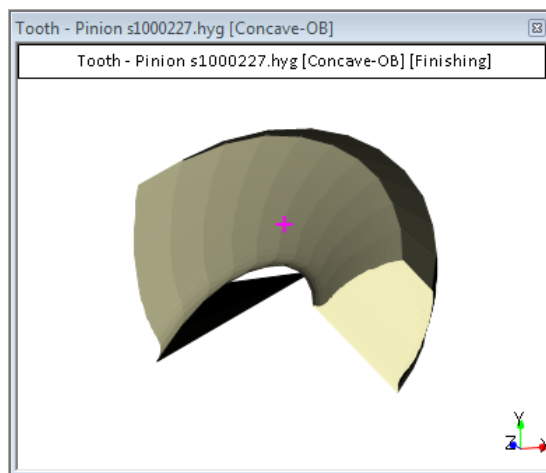 Tooth - Pinion s1000227.hyg [Concave-OB]
Tooth - Pinion s1000227.hyg [Concave-OB] [Finishing]
Y
Z X